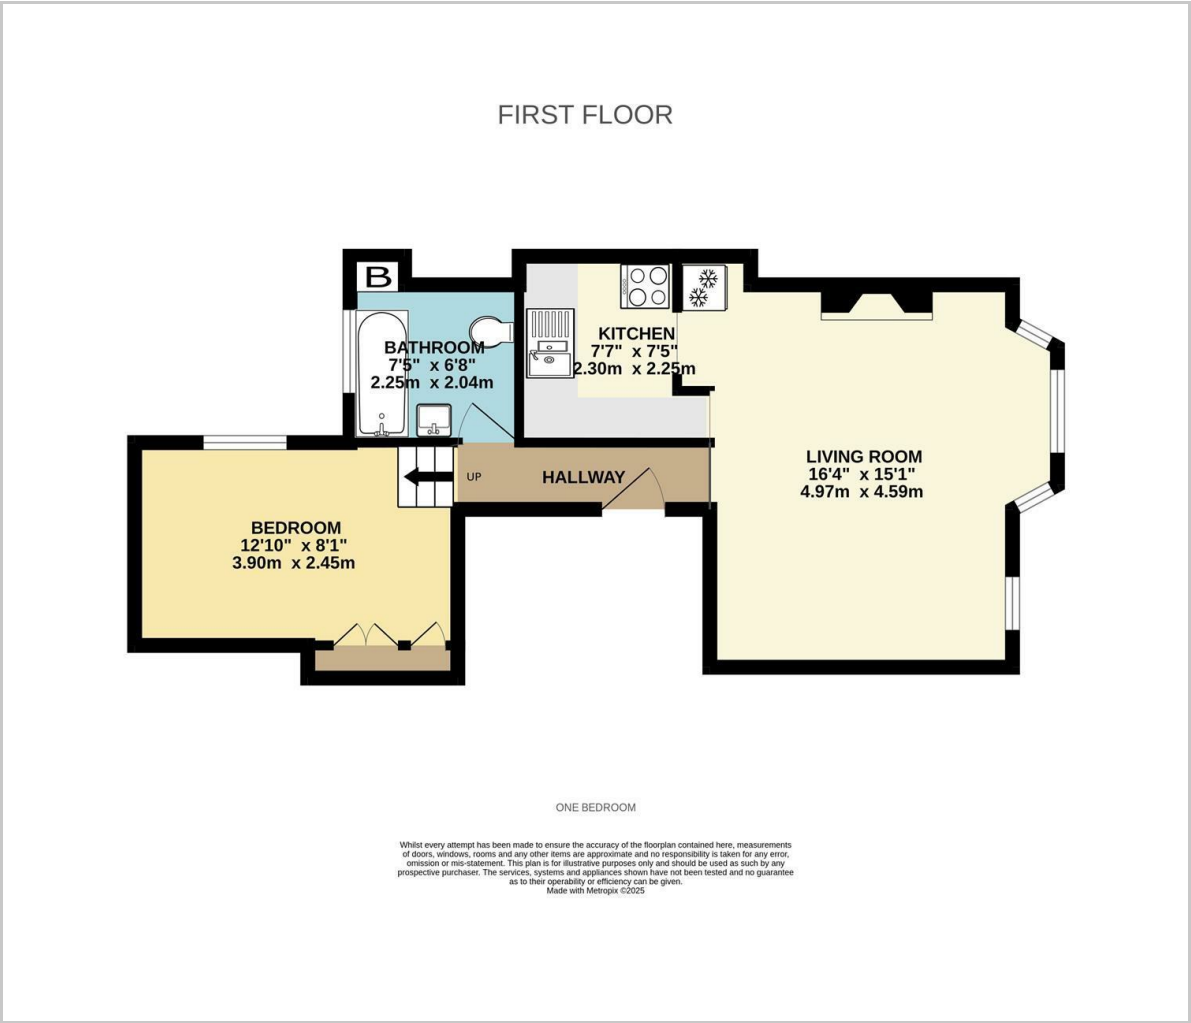 FIRST FLOOR
B
BATHROOM
7'5" x 6'8"
2.25m x 2.04m
KITCHEN
7'7" x 7'5"
2.30m x 2.25m
LIVING ROOM
16'4" x 15'1"
4.97m x 4.59m
UP
HALLWAY
BEDROOM
12'10" x 8'1"
3.90m x 2.45m
ONE BEDROOM
Whilst every attempt has been made to ensure the accuracy of the floorplan contained here, measurements
of doors, windows, rooms and any other items are approximate and no responsibility is taken for any error,
omission or mis-statement. This plan is for illustrative purposes only and should be used as such by any
prospective purchaser. The services, systems and appliances shown have not been tested and no guarantee
as to their operability or efficiency can be given.
Made with Metropix ©2025